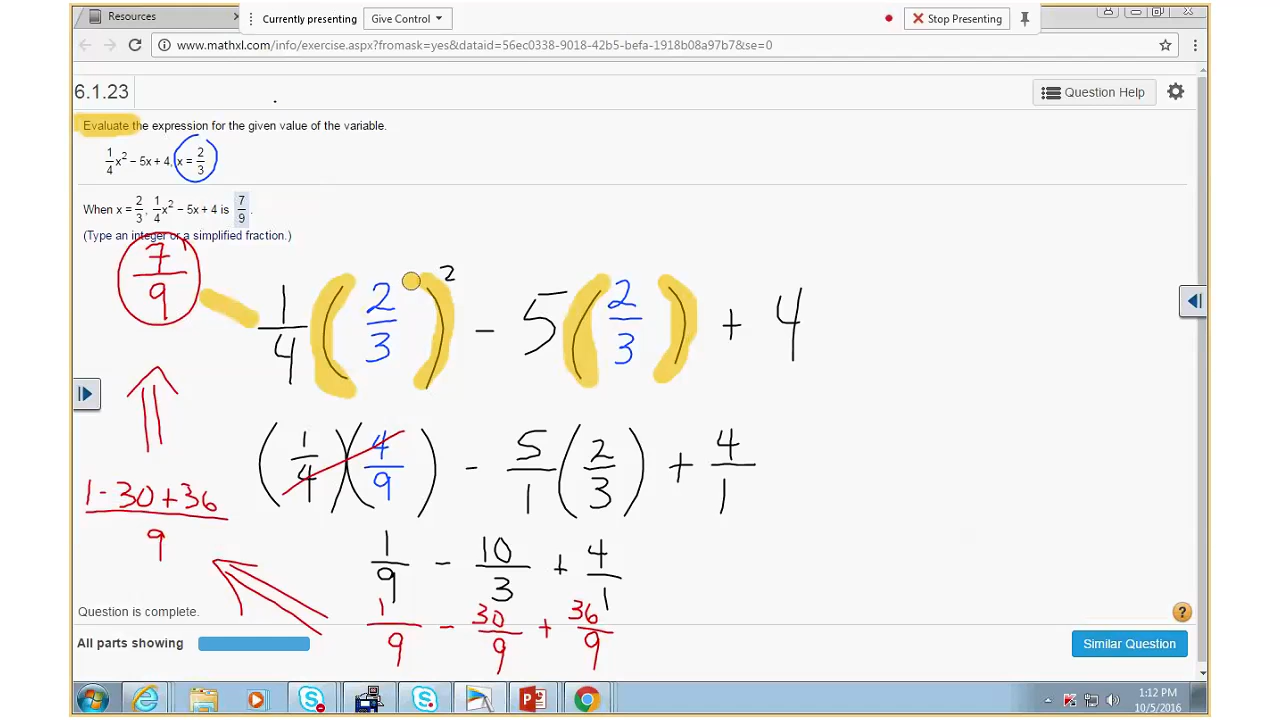 Resources
Currently presenting Give Control Stop Presenting
www.mathxl.com/info/exercise.aspx?fromask=yes&dataid=56ec0338-9018-42b5-befa-1918b08a97b7&se=0
6.1.23
Question Help
Evaluate the expression for the given value of the variable.
1/4 x² − 5x + 4, x = 2/3
When x = 2/3, 1/4 x² − 5x + 4 is 7/9.
(Type an integer or a simplified fraction.)
7/9
1/4 (2/3)² − 5(2/3) + 4
(1/4)(4/9) − 5/1 (2/3) + 4/1
1-30+36/9
1/9 − 10/3 + 4/1
1/9 − 30/9 + 36/9
Question is complete.
All parts showing
Similar Question
?
1:12 PM
10/5/2016